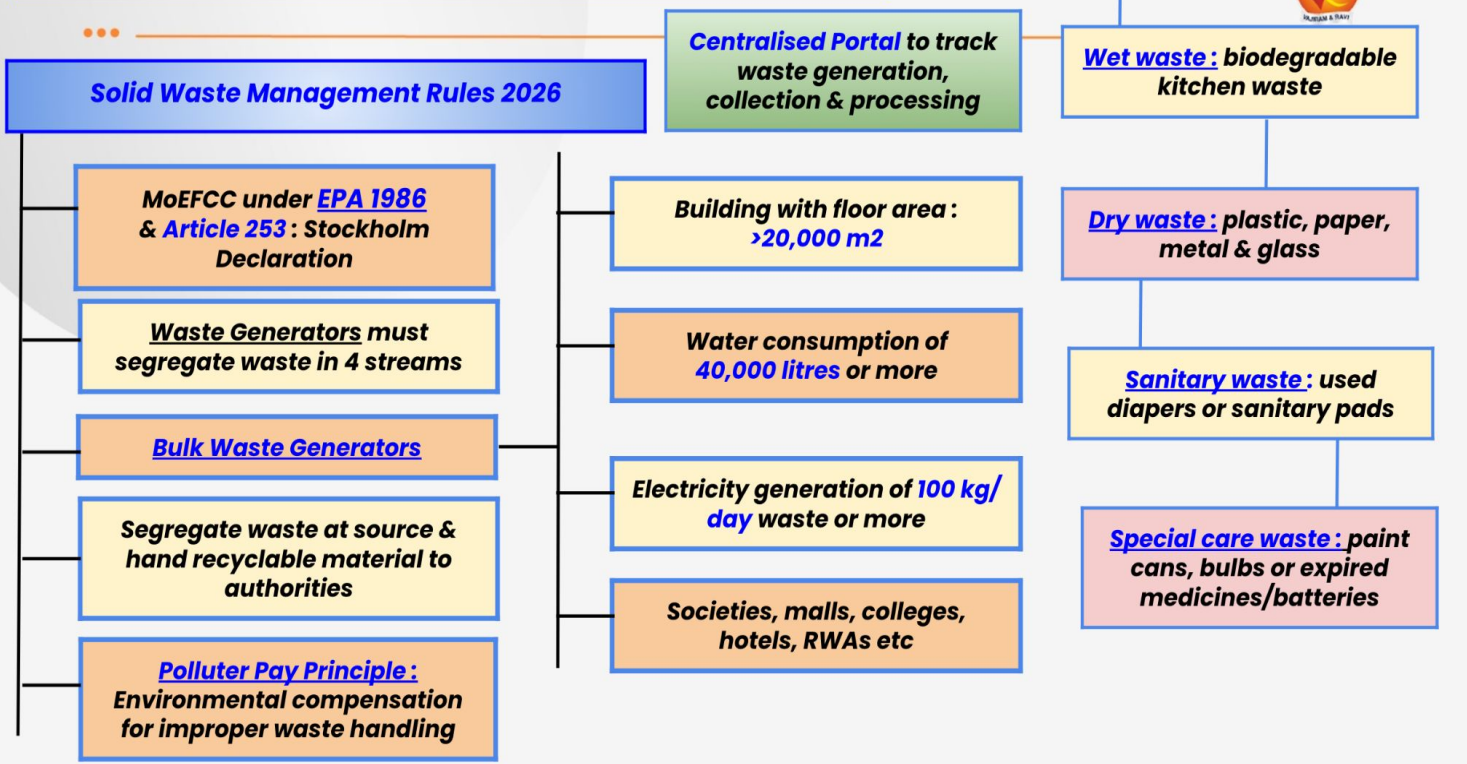 Solid Waste Management Rules 2026
MoEFCC under EPA 1986
& Article 253 : Stockholm
Declaration
Waste Generators must
segregate waste in 4 streams
Bulk Waste Generators
Segregate waste at source &
hand recyclable material to
authorities
Polluter Pay Principle :
Environmental compensation
for improper waste handling
Centralised Portal to track
waste generation,
collection & processing
Building with floor area :
>20,000 m2
Water consumption of
40,000 litres or more
Electricity generation of 100 kg/
day waste or more
Societies, malls, colleges,
hotels, RWAs etc
VAJIRAM & RAVI
Wet waste : biodegradable
kitchen waste
Dry waste : plastic, paper,
metal & glass
Sanitary waste : used
diapers or sanitary pads
Special care waste : paint
cans, bulbs or expired
medicines/batteries